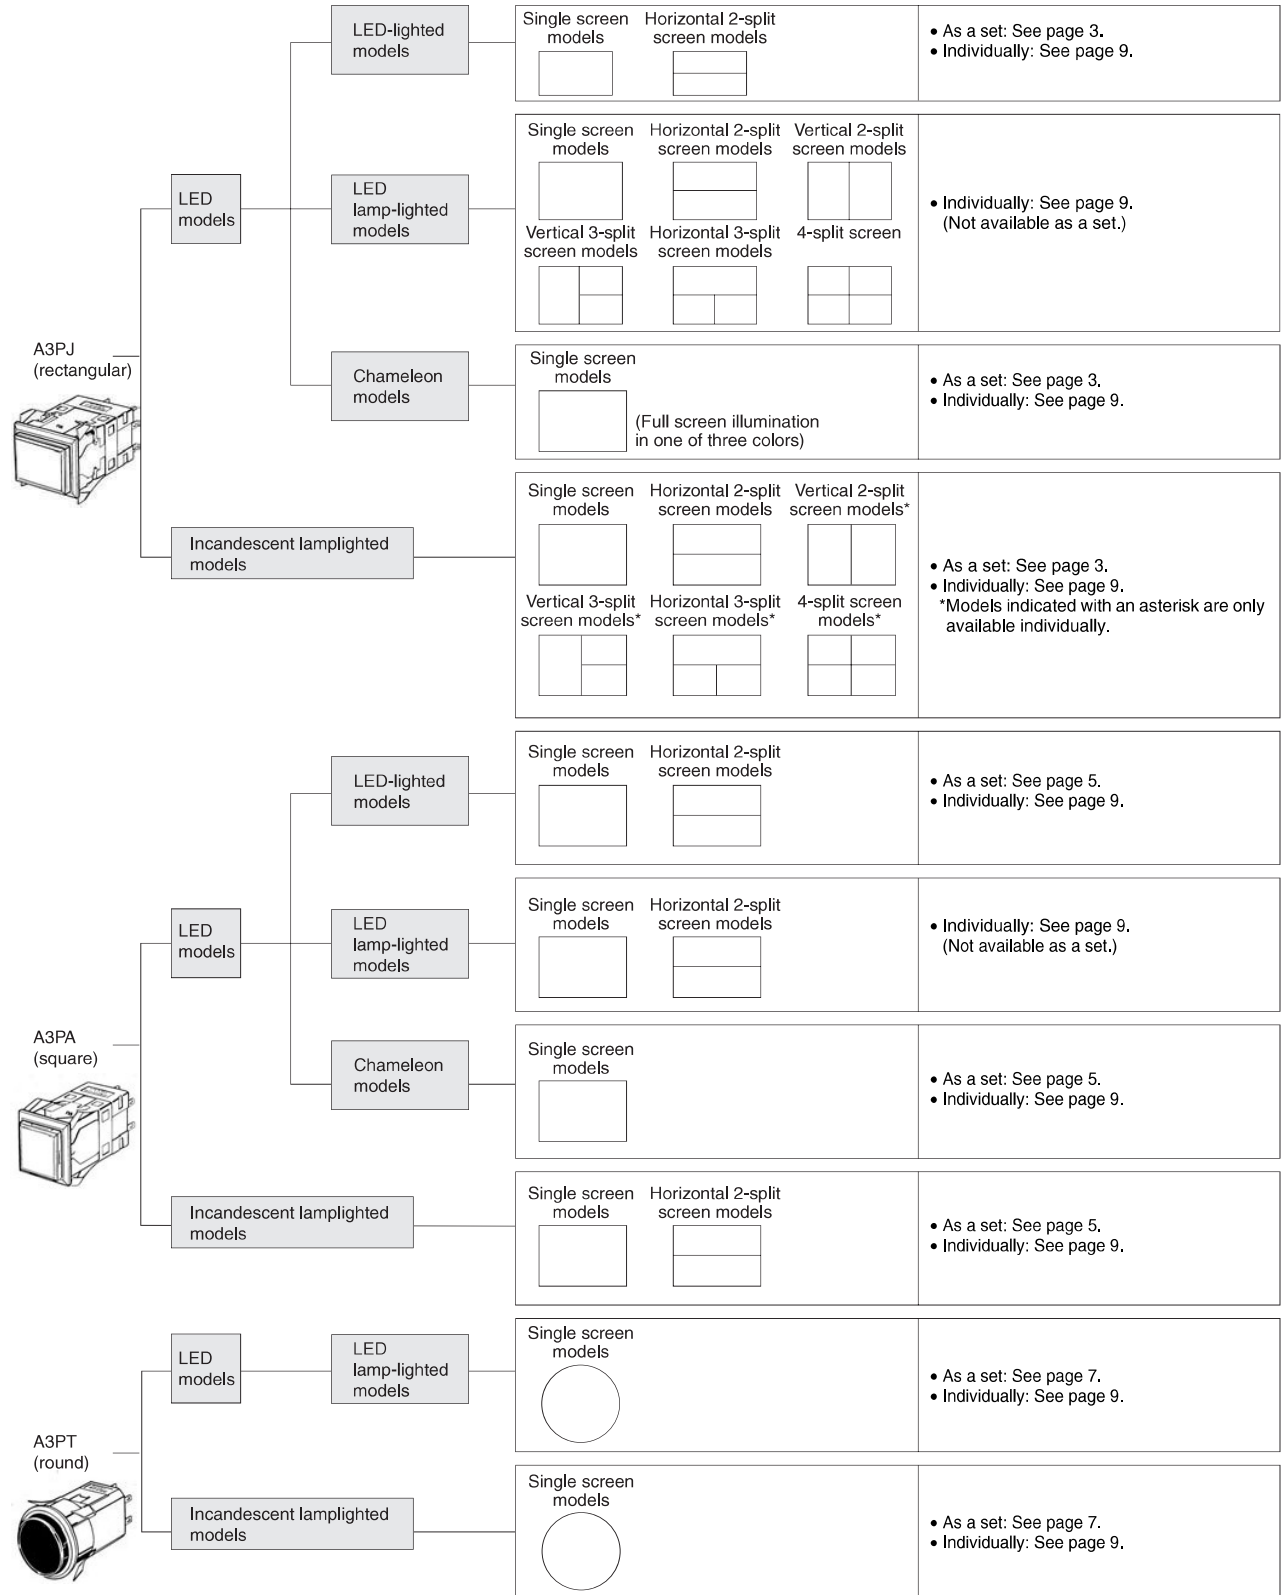 LED-lighted
models
Single screen
models
Horizontal 2-split
screen models
• As a set: See page 3.
• Individually: See page 9.
LED
models
LED
lamp-lighted
models
Single screen
models
Horizontal 2-split
screen models
Vertical 2-split
screen models
Vertical 3-split
screen models
Horizontal 3-split
screen models
4-split screen
• Individually: See page 9.
(Not available as a set.)
A3PJ
(rectangular)
Chameleon
models
Single screen
models
(Full screen illumination
in one of three colors)
• As a set: See page 3.
• Individually: See page 9.
Incandescent lamplighted
models
Single screen
models
Horizontal 2-split
screen models
Vertical 2-split
screen models*
Vertical 3-split
screen models*
Horizontal 3-split
screen models*
4-split screen
models*
• As a set: See page 3.
• Individually: See page 9.
*Models indicated with an asterisk are only
available individually.
LED-lighted
models
Single screen
models
Horizontal 2-split
screen models
• As a set: See page 5.
• Individually: See page 9.
LED
models
LED
lamp-lighted
models
Single screen
models
Horizontal 2-split
screen models
• Individually: See page 9.
(Not available as a set.)
A3PA
(square)
Chameleon
models
Single screen
models
• As a set: See page 5.
• Individually: See page 9.
Incandescent lamplighted
models
Single screen
models
Horizontal 2-split
screen models
• As a set: See page 5.
• Individually: See page 9.
LED
models
LED
lamp-lighted
models
Single screen
models
• As a set: See page 7.
• Individually: See page 9.
A3PT
(round)
Incandescent lamplighted
models
Single screen
models
• As a set: See page 7.
• Individually: See page 9.